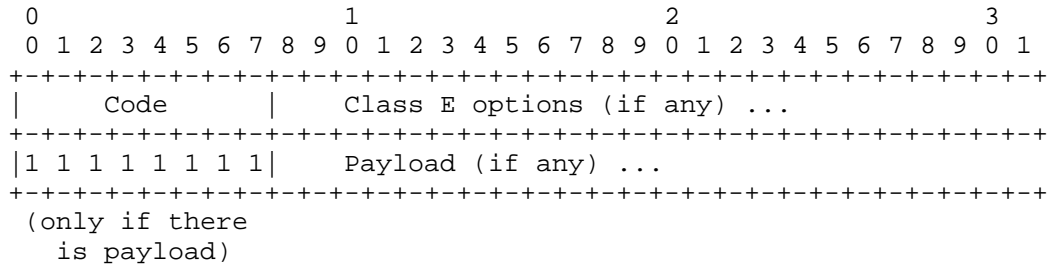 0                   1                   2                   3
 0 1 2 3 4 5 6 7 8 9 0 1 2 3 4 5 6 7 8 9 0 1 2 3 4 5 6 7 8 9 0 1
+-+-+-+-+-+-+-+-+-+-+-+-+-+-+-+-+-+-+-+-+-+-+-+-+-+-+-+-+-+-+-+
|     Code      |    Class E options (if any) ...
+-+-+-+-+-+-+-+-+-+-+-+-+-+-+-+-+-+-+-+-+-+-+-+-+-+-+-+-+-+-+-+
|1 1 1 1 1 1 1 1|    Payload (if any) ...
+-+-+-+-+-+-+-+-+-+-+-+-+-+-+-+-+-+-+-+-+-+-+-+-+-+-+-+-+-+-+-+
 (only if there
   is payload)